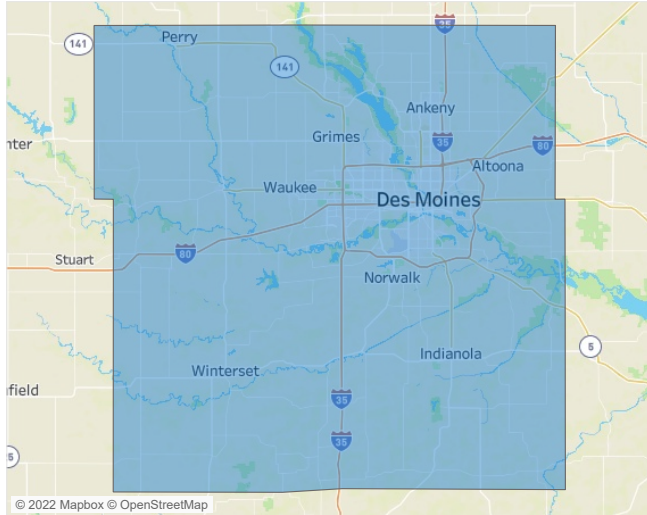 35
141
Perry
141
Ankeny
Grimes
35
80
nter
Altoona
Waukee
Des Moines
80
Stuart
Norwalk
5
Indianola
Winterset
field
35
35
5
© 2022 Mapbox © OpenStreetMap